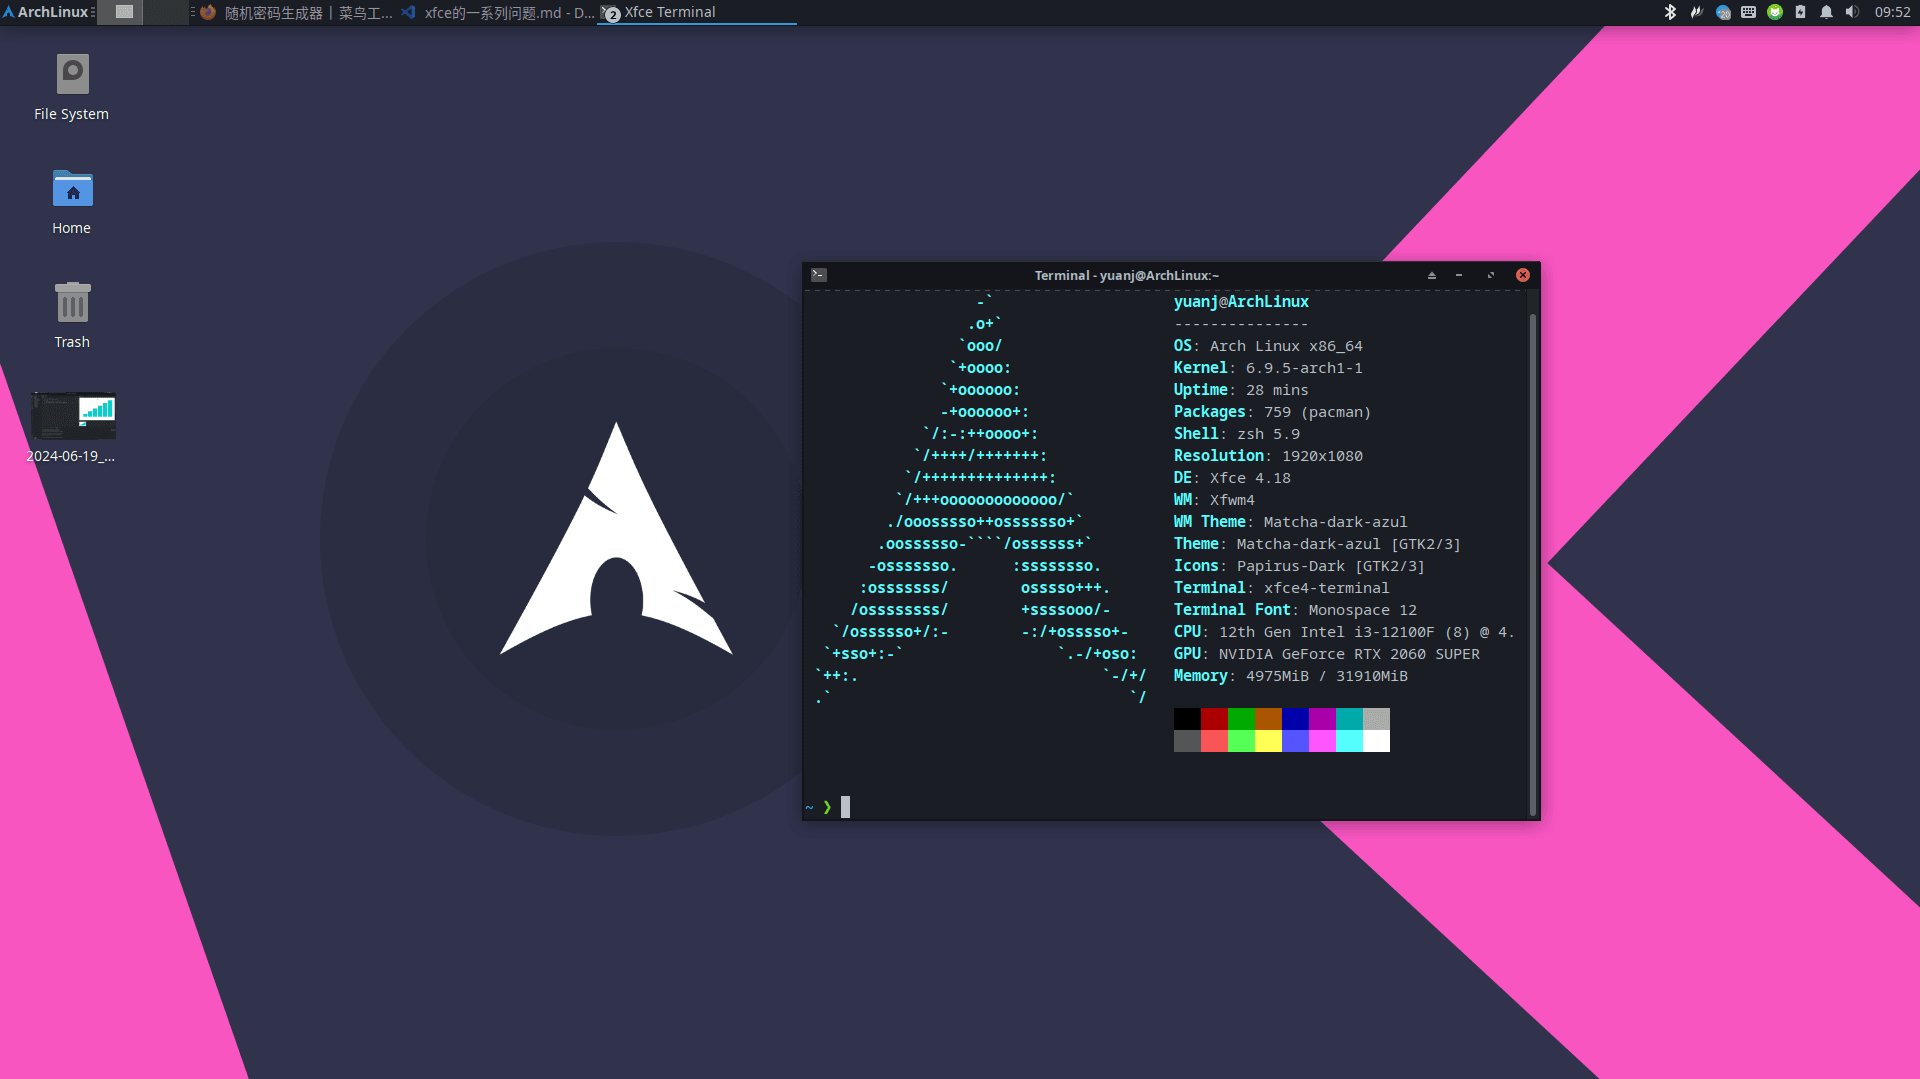 ArchLinux
随机密码生成器 | 菜鸟工...
xfce的一系列问题.md - D...
2
Xfce Terminal
20
09:52
File System
Home
Trash
2024-06-19_...
Terminal - yuanj@ArchLinux:~
yuanj@ArchLinux
---------------
OS: Arch Linux x86_64
Kernel: 6.9.5-arch1-1
Uptime: 28 mins
Packages: 759 (pacman)
Shell: zsh 5.9
Resolution: 1920x1080
DE: Xfce 4.18
WM: Xfwm4
WM Theme: Matcha-dark-azul
Theme: Matcha-dark-azul [GTK2/3]
Icons: Papirus-Dark [GTK2/3]
Terminal: xfce4-terminal
Terminal Font: Monospace 12
CPU: 12th Gen Intel i3-12100F (8) @ 4.
GPU: NVIDIA GeForce RTX 2060 SUPER
Memory: 4975MiB / 31910MiB
~ ❯